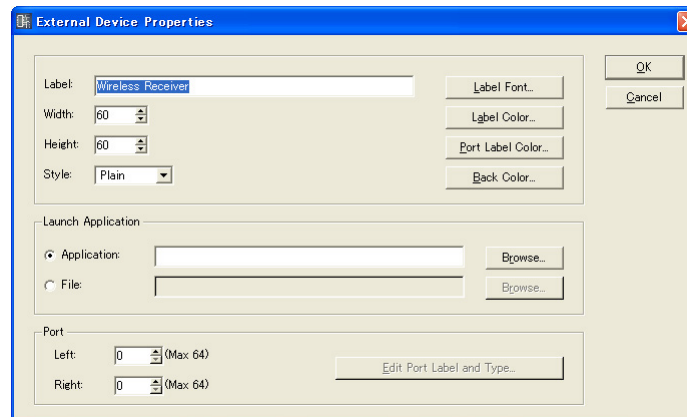 External Device Properties
Label: Wireless Receiver Label Font...
OK
Width: 60 Label Color...
Cancel
Height: 60 Port Label Color...
Style: Plain Back Color...
Launch Application
Application: Browse...
File: Browse...
Port
Left: 0 (Max 64)
Edit Port Label and Type...
Right: 0 (Max 64)